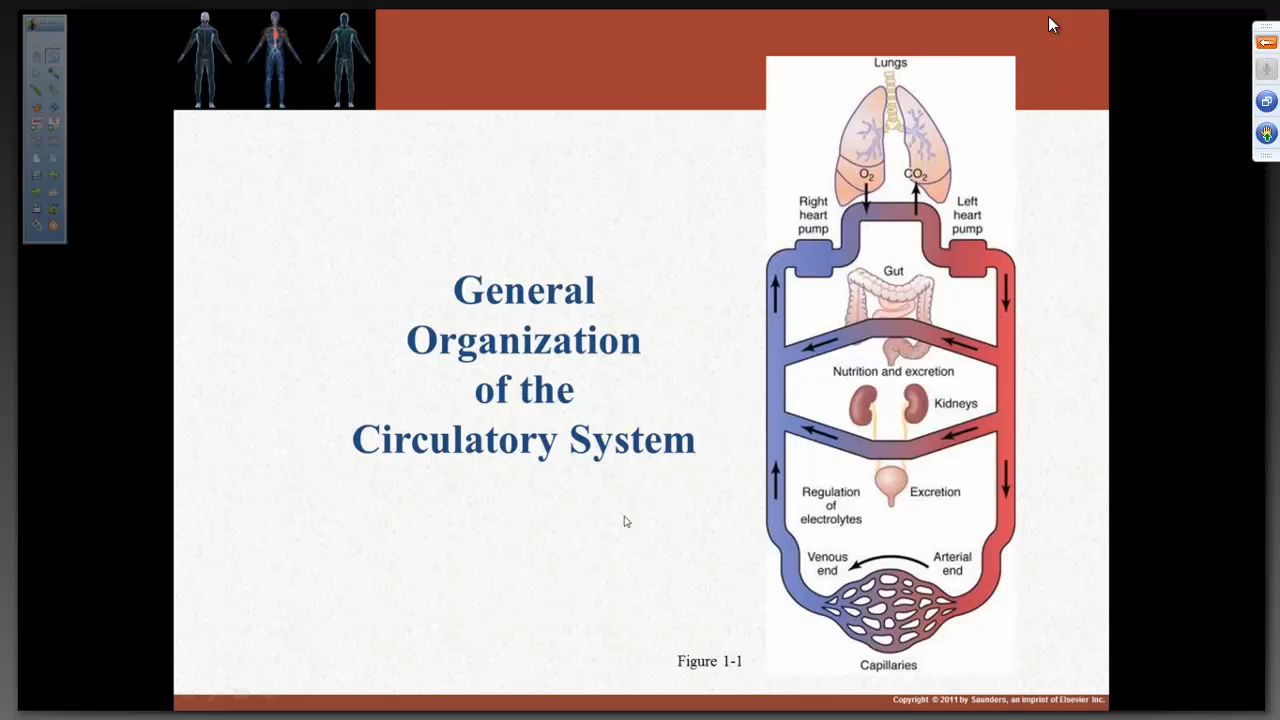 General
Organization
of the
Circulatory System
Figure 1-1
Lungs
O2
CO2
Right
heart
pump
Left
heart
pump
Gut
Nutrition and excretion
Kidneys
Regulation
of
electrolytes
Excretion
Venous
end
Arterial
end
Capillaries
Copyright © 2011 by Saunders, an imprint of Elsevier Inc.